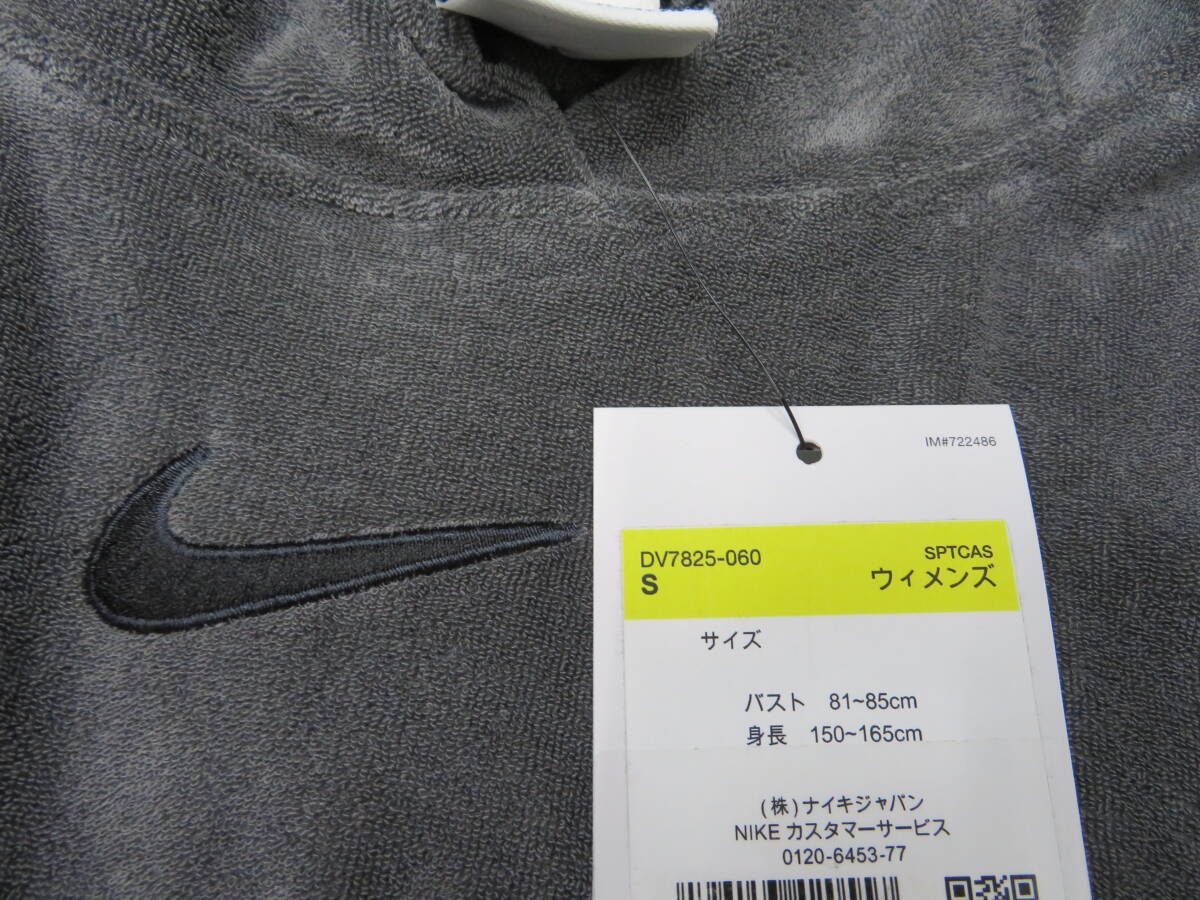 IM#722486
DV7825-060 SPTCAS
S ウィメンズ
サイズ
バスト 81~85cm
身長 150~165cm
(株)ナイキジャパン
NIKE カスタマーサービス
0120-6453-77